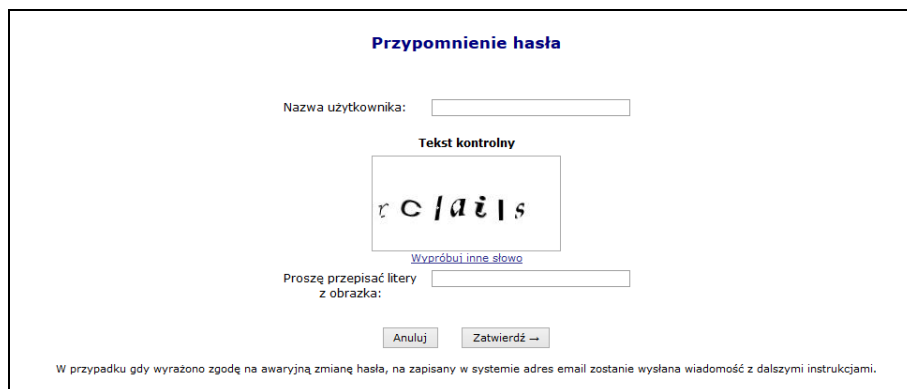 Przypomnienie hasła
Nazwa użytkownika:
Tekst kontrolny
Wypróbuj inne słowo
Proszę przepisać litery
z obrazka:
Anuluj Zatwierdź →
W przypadku gdy wyrażono zgodę na awaryjną zmianę hasła, na zapisany w systemie adres email zostanie wysłana wiadomość z dalszymi instrukcjami.